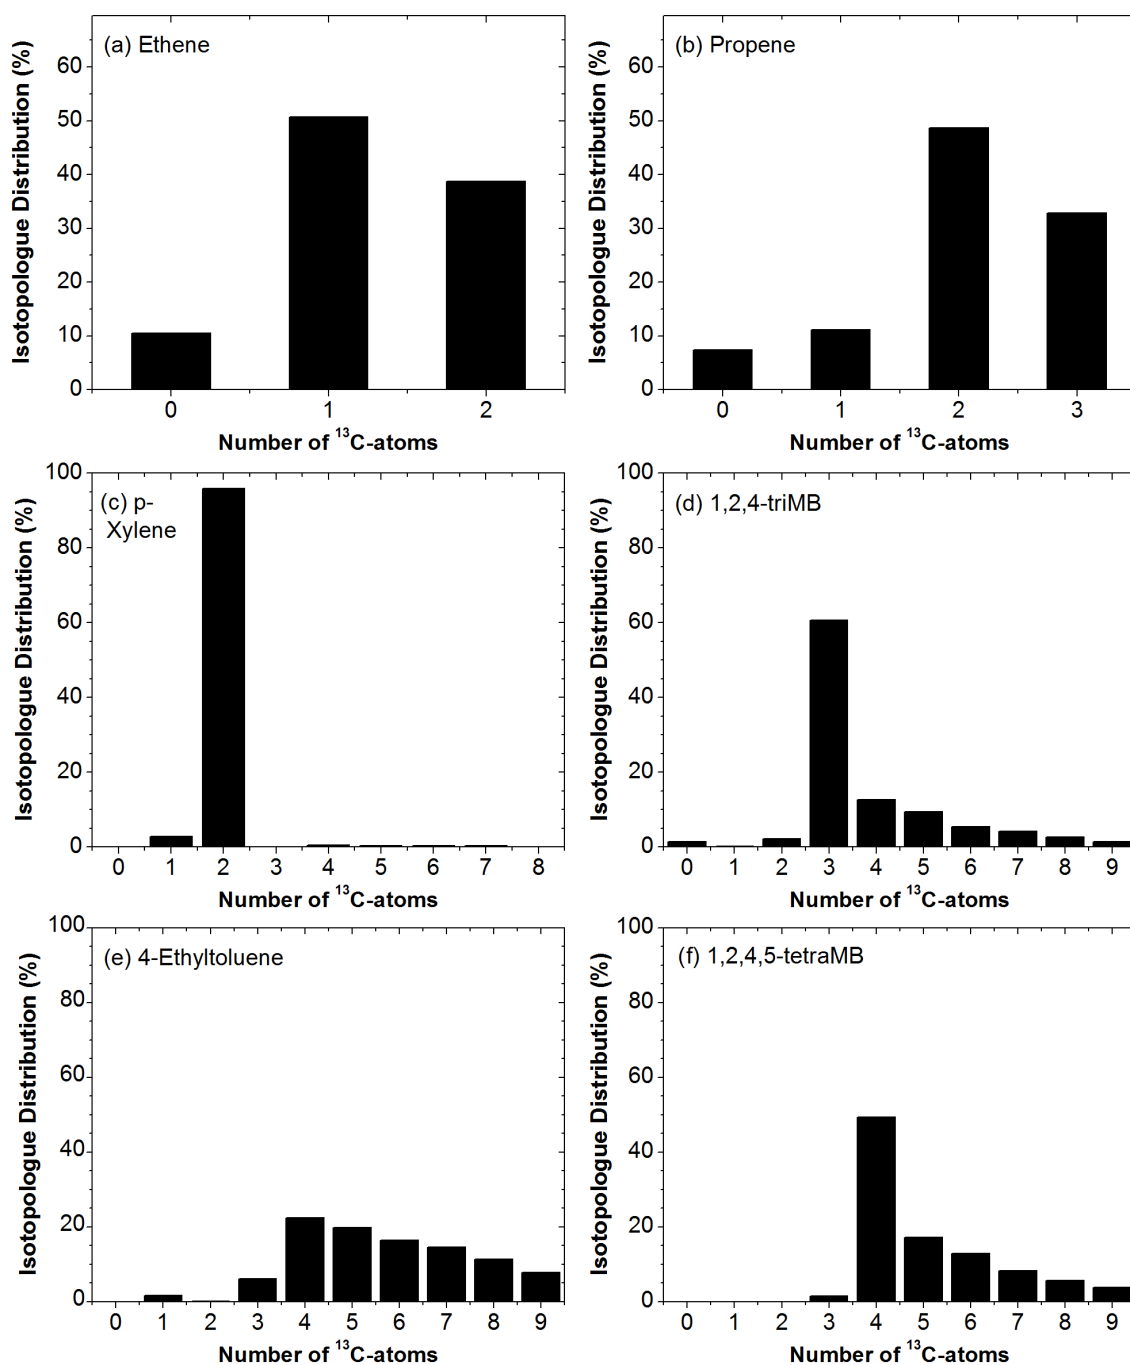 (a) Ethene
Isotopologue Distribution (%)
60
50
40
30
20
10
0
0 1 2
Number of ¹³C-atoms
(b) Propene
Isotopologue Distribution (%)
60
50
40
30
20
10
0
0 1 2 3
Number of ¹³C-atoms
(c) p-
Xylene
Isotopologue Distribution (%)
100
80
60
40
20
0
0 1 2 3 4 5 6 7 8
Number of ¹³C-atoms
(d) 1,2,4-triMB
Isotopologue Distribution (%)
100
80
60
40
20
0
0 1 2 3 4 5 6 7 8 9
Number of ¹³C-atoms
(e) 4-Ethyltoluene
Isotopologue Distribution (%)
100
80
60
40
20
0
0 1 2 3 4 5 6 7 8 9
Number of ¹³C-atoms
(f) 1,2,4,5-tetraMB
Isotopologue Distribution (%)
100
80
60
40
20
0
0 1 2 3 4 5 6 7 8 9
Number of ¹³C-atoms